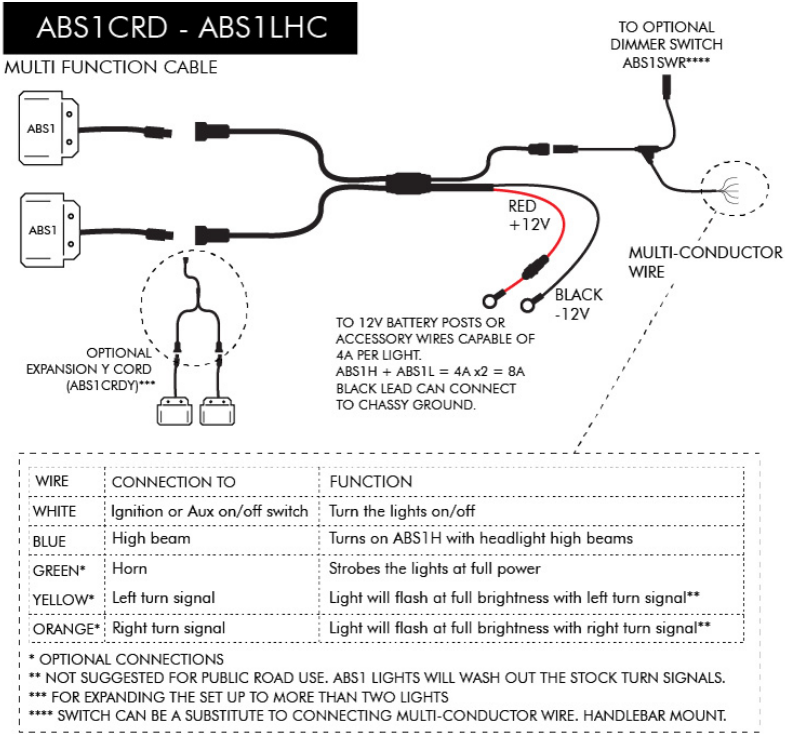 ABS1CRD - ABS1LHC
MULTI FUNCTION CABLE
TO OPTIONAL
DIMMER SWITCH
ABS1SWR****
ABS1
ABS1
RED
+12V
BLACK
-12V
MULTI-CONDUCTOR
WIRE
OPTIONAL
EXPANSION Y CORD
(ABS1CRDY)***
TO 12V BATTERY POSTS OR
ACCESSORY WIRES CAPABLE OF
4A PER LIGHT.
ABS1H + ABS1L = 4A x2 = 8A
BLACK LEAD CAN CONNECT
TO CHASSY GROUND.
WIRE CONNECTION TO FUNCTION
WHITE Ignition or Aux on/off switch Turn the lights on/off
BLUE High beam Turns on ABS1H with headlight high beams
GREEN* Horn Strobes the lights at full power
YELLOW* Left turn signal Light will flash at full brightness with left turn signal**
ORANGE* Right turn signal Light will flash at full brightness with right turn signal**
* OPTIONAL CONNECTIONS
** NOT SUGGESTED FOR PUBLIC ROAD USE. ABS1 LIGHTS WILL WASH OUT THE STOCK TURN SIGNALS.
*** FOR EXPANDING THE SET UP TO MORE THAN TWO LIGHTS
**** SWITCH CAN BE A SUBSTITUTE TO CONNECTING MULTI-CONDUCTOR WIRE. HANDLEBAR MOUNT.